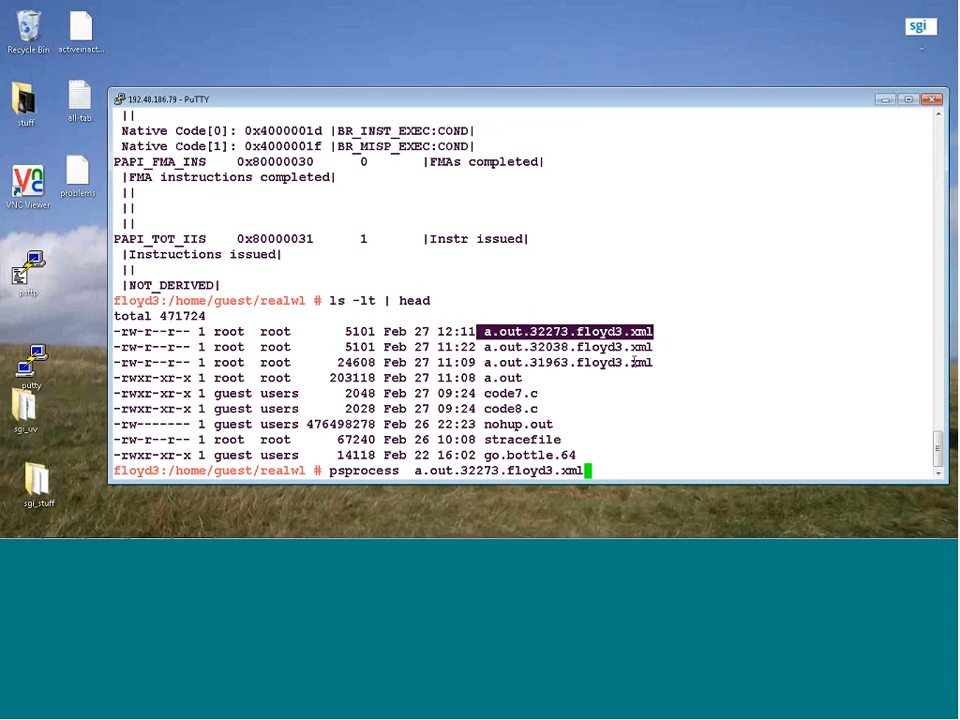 Recycle Bin
activeinact...
sgi
192.48.186.79 - PuTTY
||
Native Code[0]: 0x4000001d |BR_INST_EXEC:COND|
Native Code[1]: 0x4000001f |BR_MISP_EXEC:COND|
PAPI_FMA_INS 0x80000030 0 |FMAs completed|
|FMA instructions completed|
||
||
||
PAPI_TOT_IIS 0x80000031 1 |Instr issued|
|Instructions issued|
||
|NOT_DERIVED|
floyd3:/home/guest/realwl # ls -lt | head
total 471724
-rw-r--r-- 1 root root 5101 Feb 27 12:11 a.out.32273.floyd3.xml
-rw-r--r-- 1 root root 5101 Feb 27 11:22 a.out.32038.floyd3.xml
-rw-r--r-- 1 root root 24608 Feb 27 11:09 a.out.31963.floyd3.xml
-rwxr-xr-x 1 root root 203118 Feb 27 11:08 a.out
-rwxr-xr-x 1 guest users 2048 Feb 27 09:24 code7.c
-rwxr-xr-x 1 guest users 2028 Feb 27 09:24 code8.c
-rw------- 1 guest users 476498278 Feb 26 22:23 nohup.out
-rw-r--r-- 1 root root 67240 Feb 26 10:08 stracefile
-rwxr-xr-x 1 guest users 14118 Feb 22 16:02 go.bottle.64
floyd3:/home/guest/realwl # psprocess a.out.32273.floyd3.xml
stuff
all-tab
VNC Viewer
problems
psftp
putty
sgi_uv
sgi_stuff